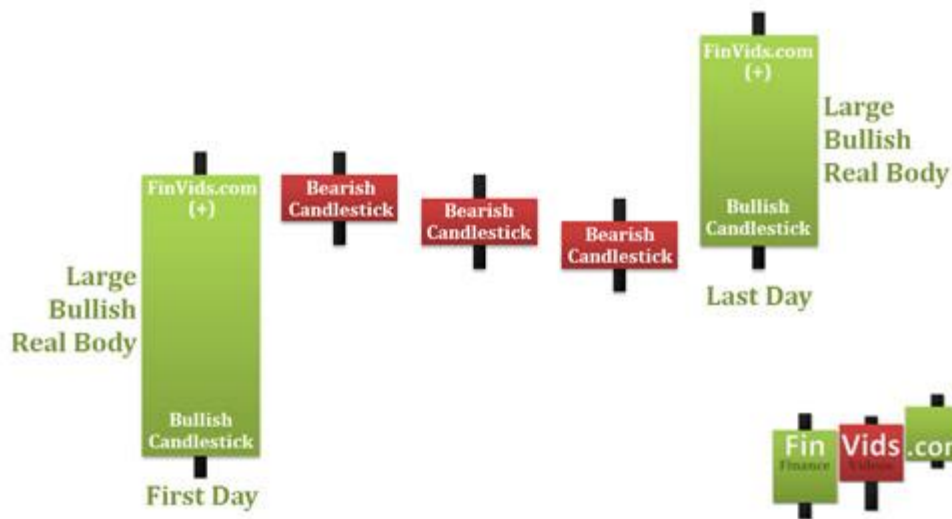 FinVids.com
(+)
Large
Bullish
Real Body
Bullish
Candlestick
First Day
Bearish
Candlestick
Bearish
Candlestick
Bearish
Candlestick
FinVids.com
(+)
Large
Bullish
Real Body
Bullish
Candlestick
Last Day
Fin Vids .com
Finance Videos